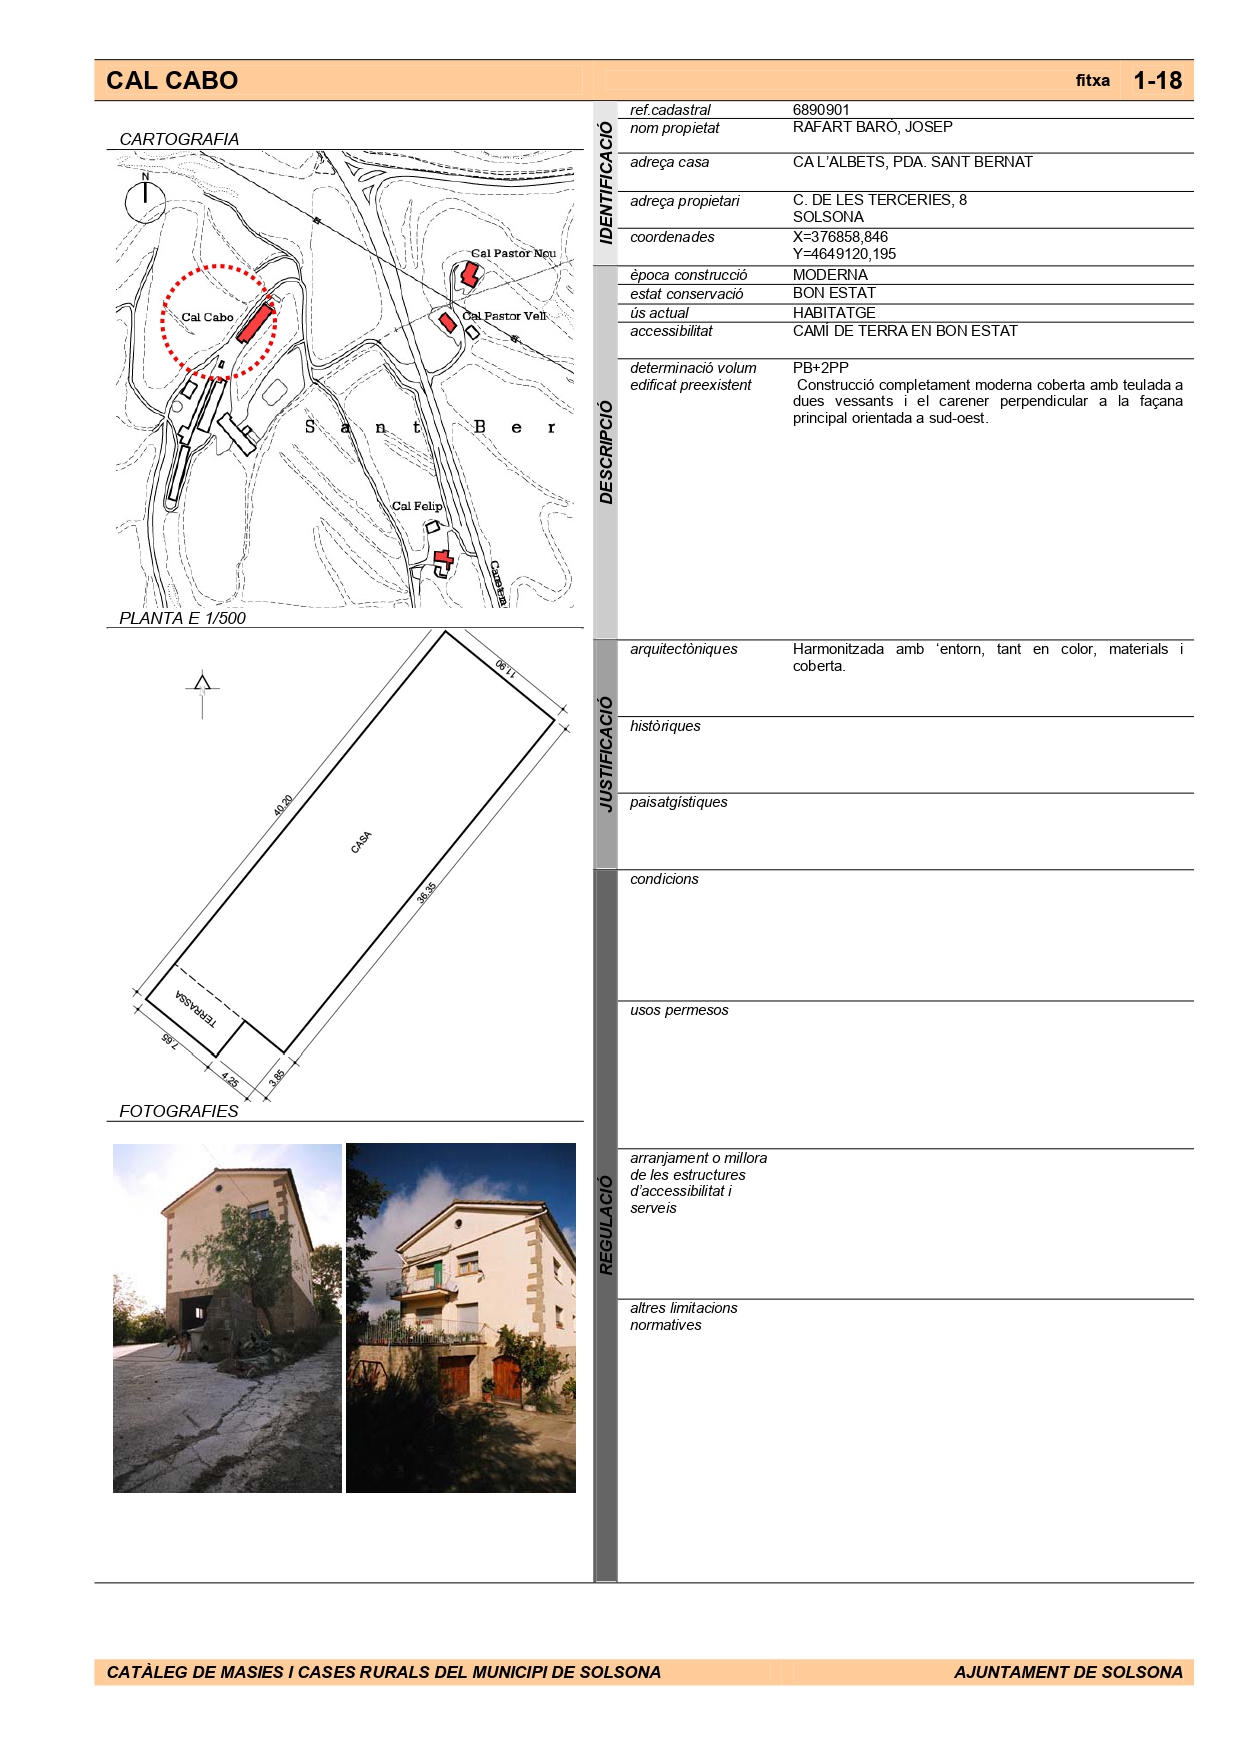 CAL CABO
fitxa 1-18
CARTOGRAFIA
N
Cal Pastor Nou
Cal Cabo
Cal Pastor Vell
Sant Ber
Cal Felip
PLANTA E 1/500
11.90
40.20
CASA
36.35
TERRASSA
7.65
4.25
3.85
FOTOGRAFIES
IDENTIFICACIÓ
ref.cadastral 6890901
nom propietat RAFART BARÓ, JOSEP
adreça casa CA L'ALBETS, PDA. SANT BERNAT
adreça propietari C. DE LES TERCERIES, 8
SOLSONA
coordenades X=376858,846
Y=4649120,195
DESCRIPCIÓ
època construcció MODERNA
estat conservació BON ESTAT
ús actual HABITATGE
accessibilitat CAMÍ DE TERRA EN BON ESTAT
determinació volum PB+2PP
edificat preexistent Construcció completament moderna coberta amb teulada a
dues vessants i el carener perpendicular a la façana
principal orientada a sud-oest.
JUSTIFICACIÓ
arquitectòniques Harmonitzada amb ‘entorn, tant en color, materials i
coberta.
històriques
paisatgístiques
REGULACIÓ
condicions
usos permesos
arranjament o millora
de les estructures
d'accessibilitat i
serveis
altres limitacions
normatives
CATÀLEG DE MASIES I CASES RURALS DEL MUNICIPI DE SOLSONA
AJUNTAMENT DE SOLSONA